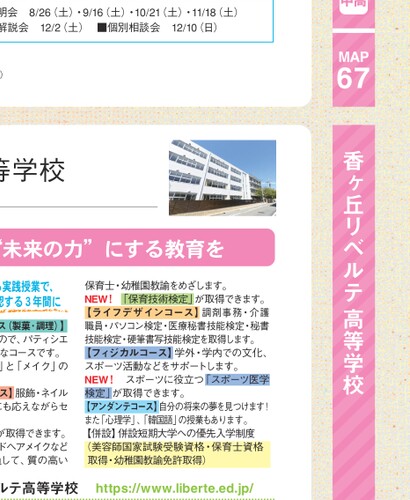 明会 8/26（土）・9/16（土）・10/21（土）・11/18（土）
解説会 12/2（土） ■個別相談会 12/10（日）
中高
MAP
67
等学校
香ヶ丘リベルテ高等学校
“未来の力”にする教育を
実践授業で、
する３年間に
ス（製菓・調理）】
ので、パティシエ
なコースです。
」と「メイク」の
ス】服飾・ネイル
にも応えながらセ
が取得できます。
ドヘアメイクなど
通して、質の高い
保育士・幼稚園教諭をめざします。
NEW！ 「保育技術検定」が取得できます。
【ライフデザインコース】調剤事務・介護
職員・パソコン検定・医療秘書技能検定・秘書
技能検定・硬筆書写技能検定を取得します。
【フィジカルコース】学外・学内での文化、
スポーツ活動などをサポートします。
NEW！ スポーツに役立つ『スポーツ医学
検定』が取得できます。
【アンダンテコース】自分の将来の夢を見つけます！
また「心理学」、「韓国語」の授業もあります。
【併設】併設短期大学への優先入学制度
（美容師国家試験受験資格・保育士資格
取得・幼稚園教諭免許取得）
ルテ高等学校 https://www.liberte.ed.jp/